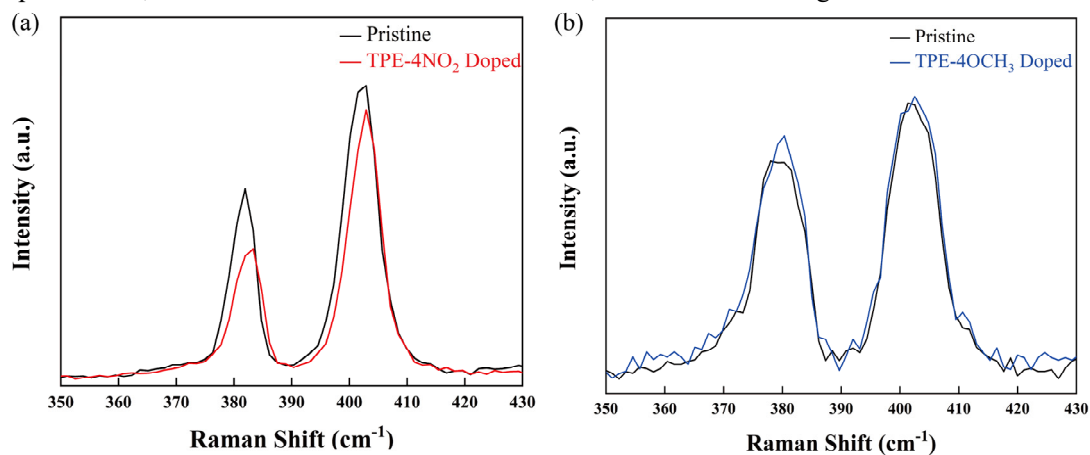 (a)
Pristine
TPE-4NO₂ Doped
Intensity (a.u.)
350 360 370 380 390 400 410 420 430
Raman Shift (cm⁻¹)
(b)
Pristine
TPE-4OCH₃ Doped
Intensity (a.u.)
350 360 370 380 390 400 410 420 430
Raman Shift (cm⁻¹)